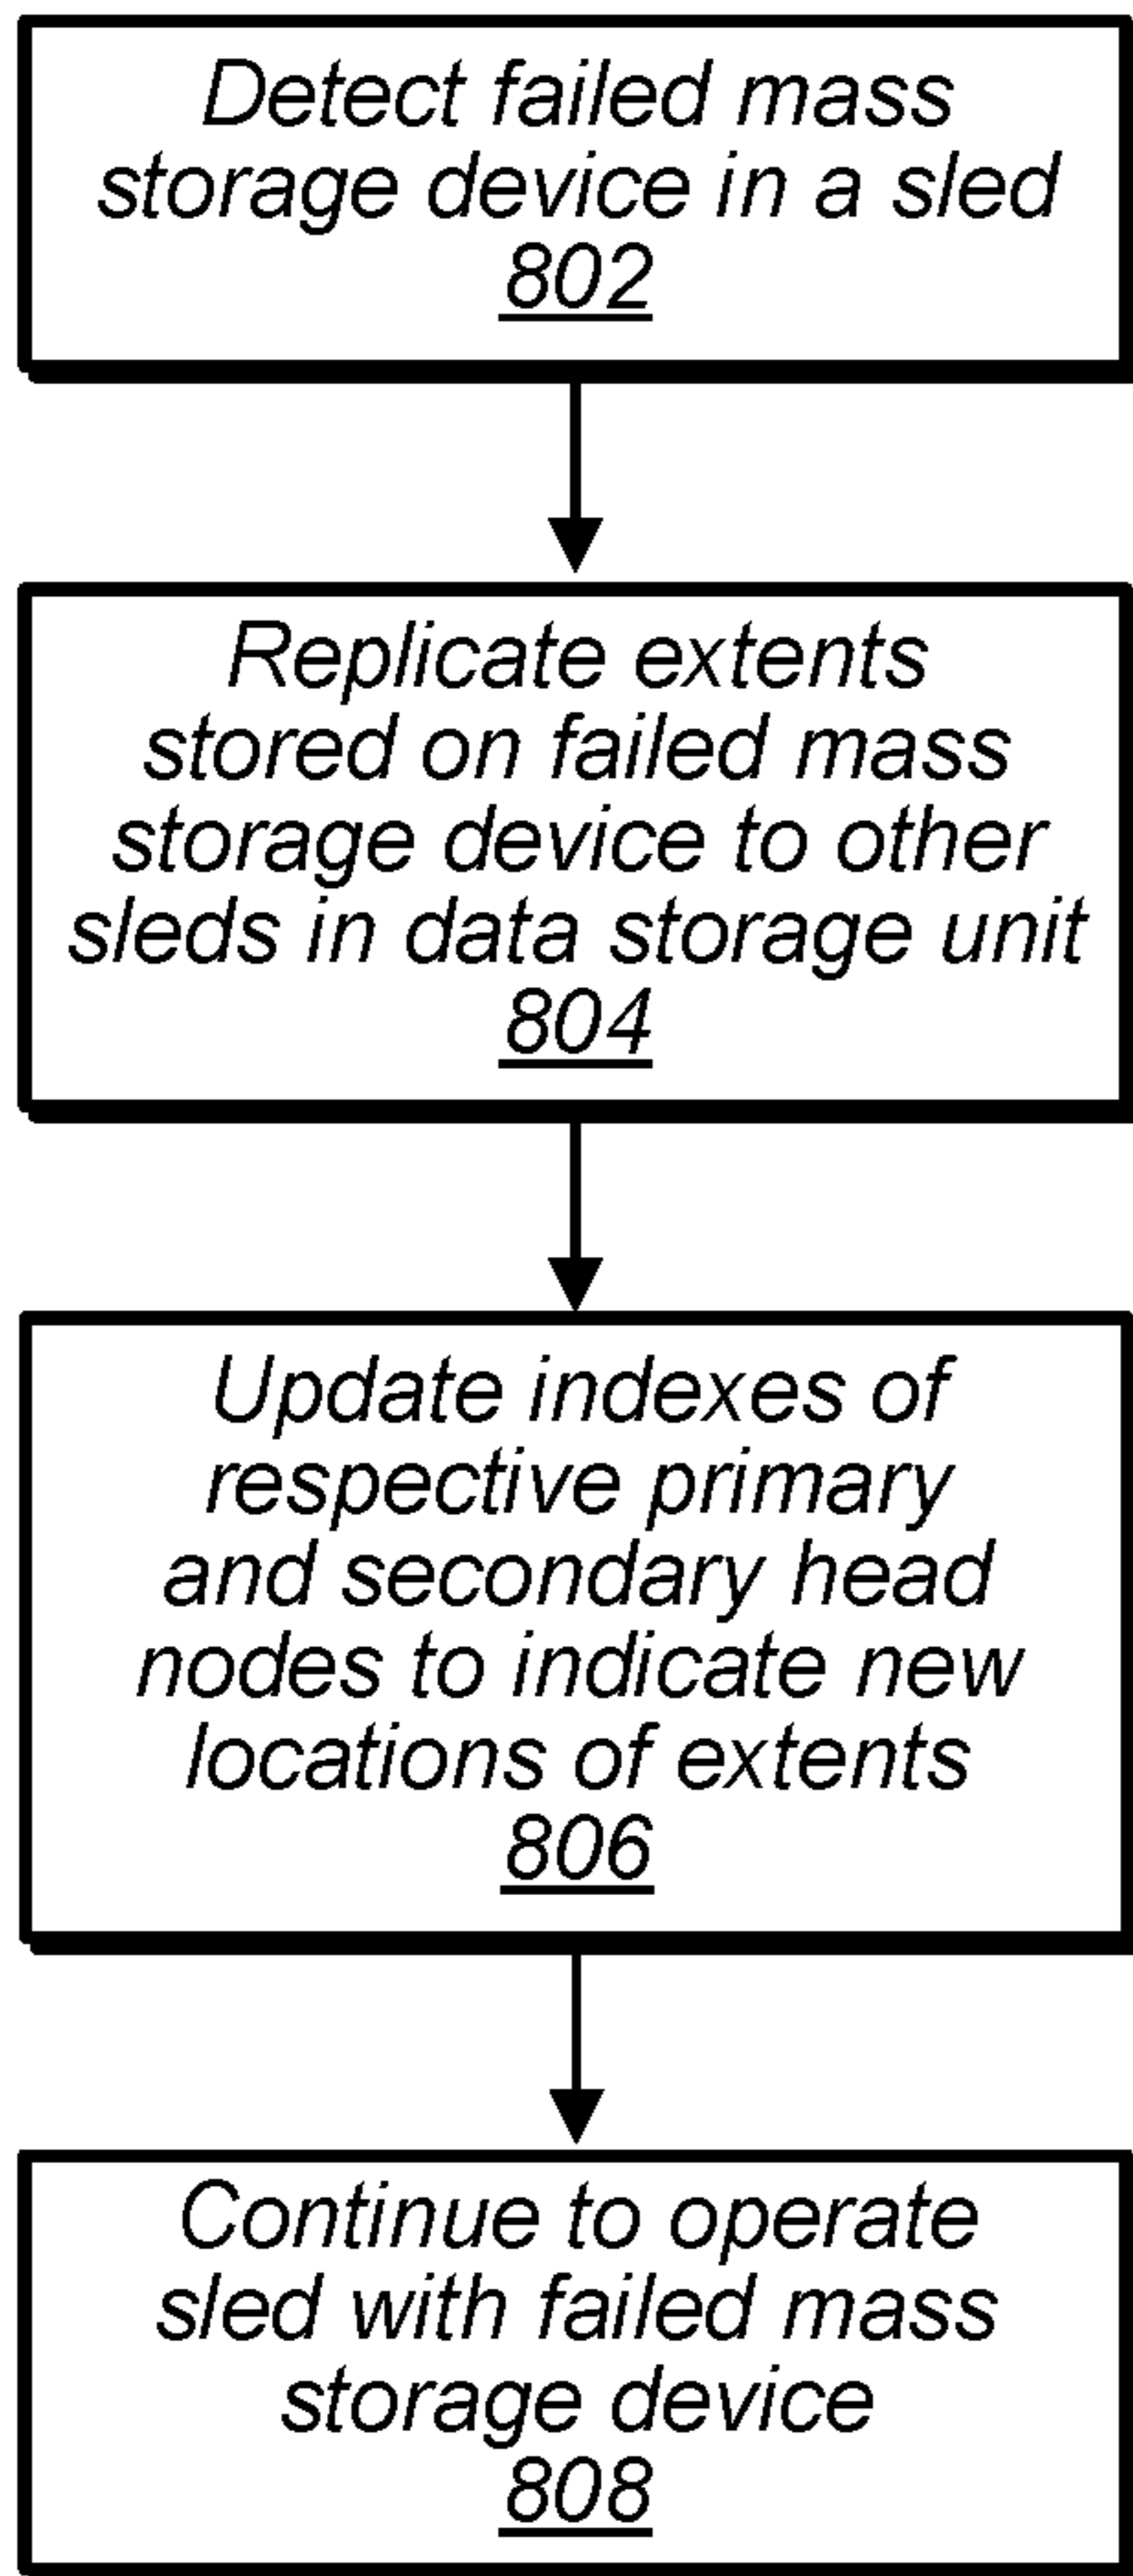 Detect failed mass
storage device in a sled
802
Replicate extents
stored on failed mass
storage device to other
sleds in data storage unit
804
Update indexes of
respective primary
and secondary head
nodes to indicate new
locations of extents
806
Continue to operate
sled with failed mass
storage device
808